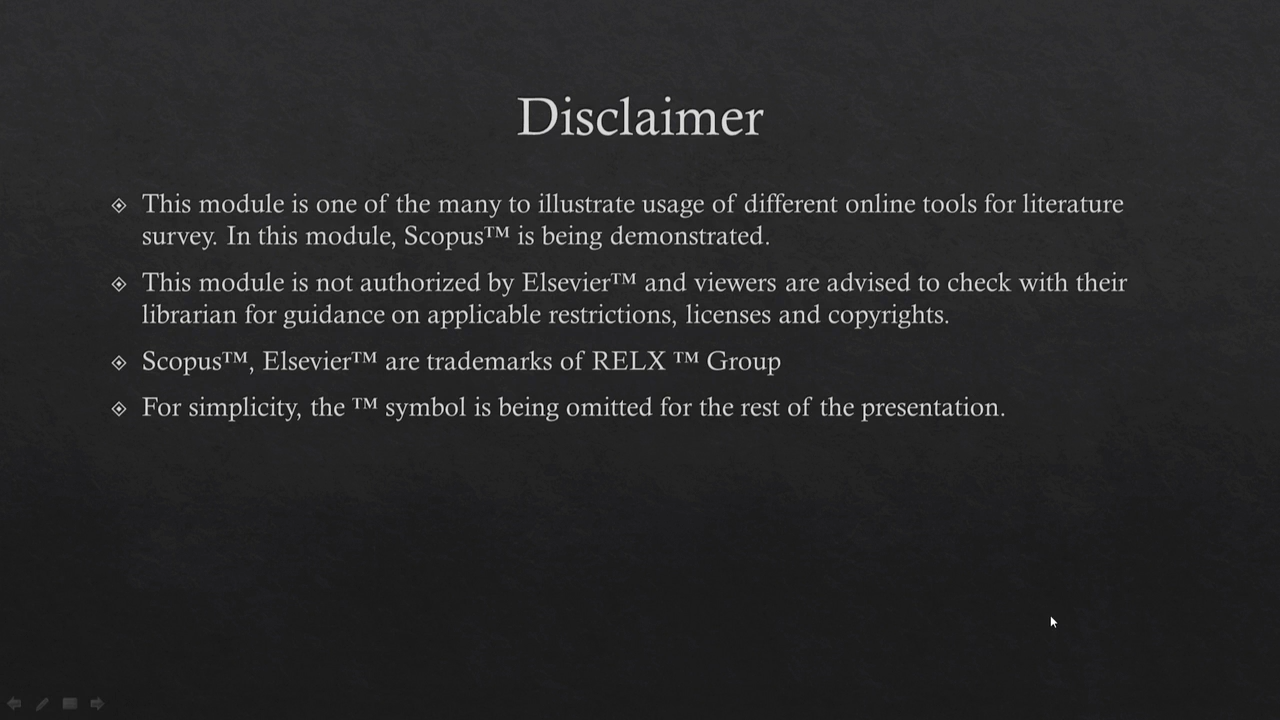 Disclaimer
This module is one of the many to illustrate usage of different online tools for literature
survey. In this module, Scopus™ is being demonstrated.
This module is not authorized by Elsevier™ and viewers are advised to check with their
librarian for guidance on applicable restrictions, licenses and copyrights.
Scopus™, Elsevier™ are trademarks of RELX ™ Group
For simplicity, the ™ symbol is being omitted for the rest of the presentation.